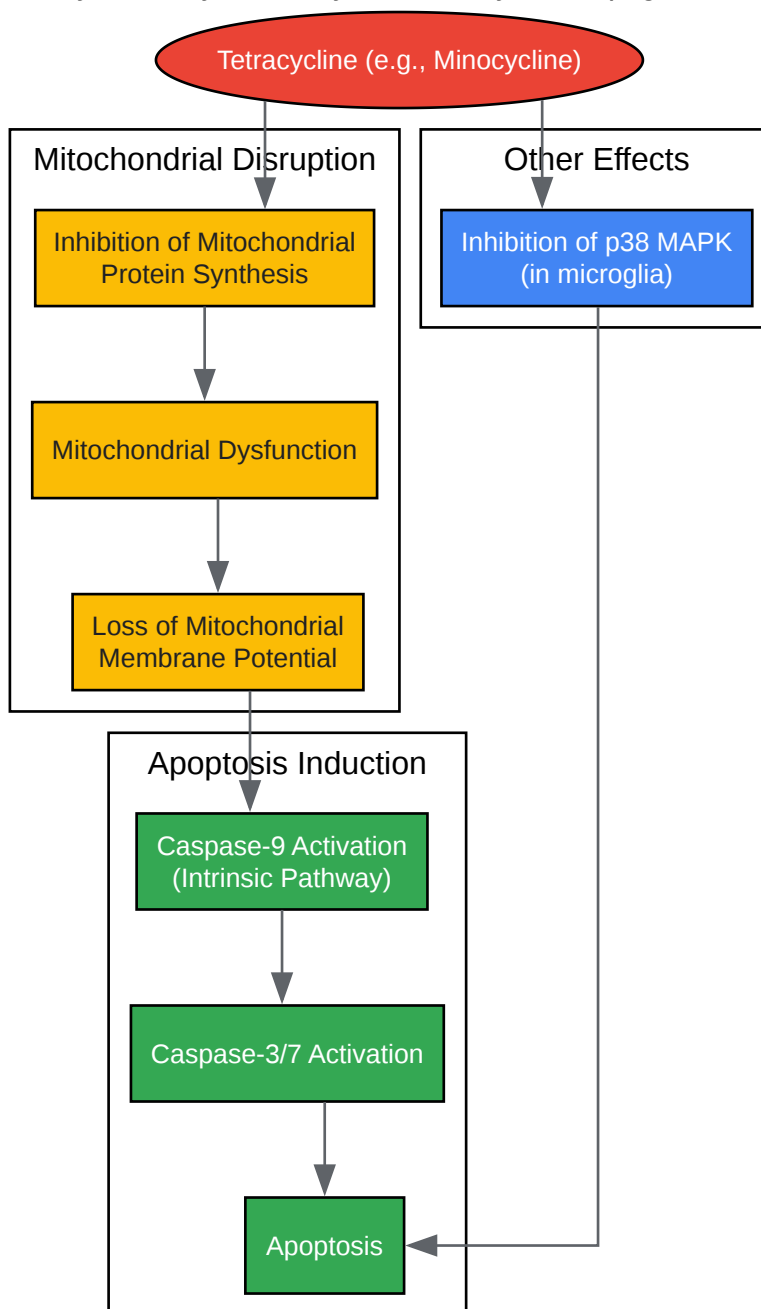 Tetracycline (e.g., Minocycline)
Mitochondrial Disruption
Inhibition of Mitochondrial
Protein Synthesis
Mitochondrial Dysfunction
Loss of Mitochondrial
Membrane Potential
Other Effects
Inhibition of p38 MAPK
(in microglia)
Apoptosis Induction
Caspase-9 Activation
(Intrinsic Pathway)
Caspase-3/7 Activation
Apoptosis